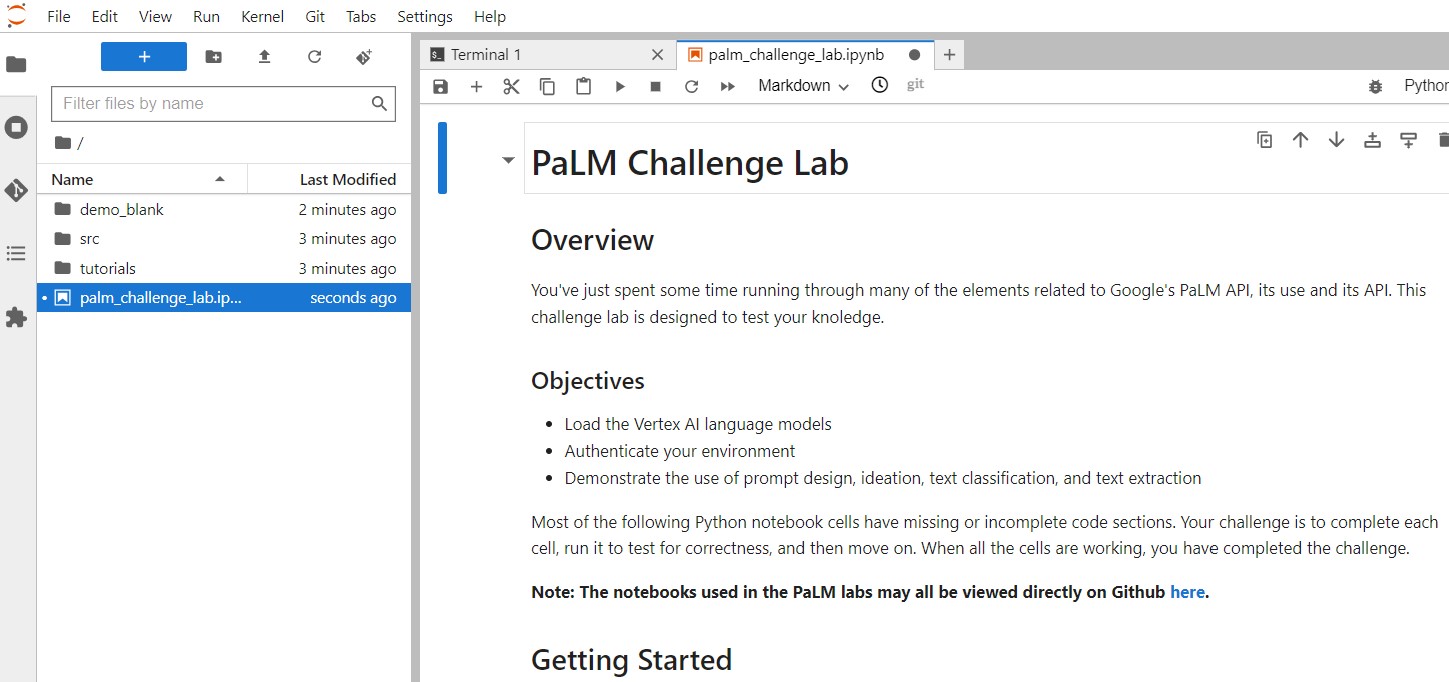 File Edit View Run Kernel Git Tabs Settings Help
Terminal 1
palm_challenge_lab.ipynb
Markdown
git
Filter files by name
/
Name Last Modified
demo_blank 2 minutes ago
src 3 minutes ago
tutorials 3 minutes ago
palm_challenge_lab.ip... seconds ago
PaLM Challenge Lab
Overview
You've just spent some time running through many of the elements related to Google's PaLM API, its use and its API. This
challenge lab is designed to test your knoledge.
Objectives
• Load the Vertex AI language models
• Authenticate your environment
• Demonstrate the use of prompt design, ideation, text classification, and text extraction
Most of the following Python notebook cells have missing or incomplete code sections. Your challenge is to complete each
cell, run it to test for correctness, and then move on. When all the cells are working, you have completed the challenge.
Note: The notebooks used in the PaLM labs may all be viewed directly on Github here.
Getting Started